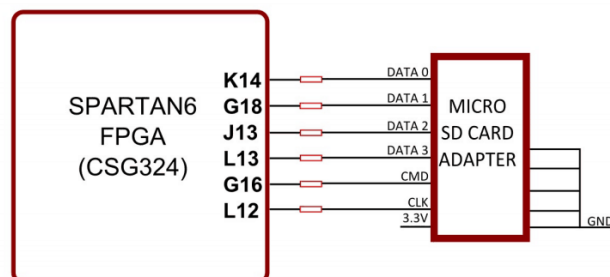 SPARTAN6
FPGA
(CSG324)
K14
G18
J13
L13
G16
L12
DATA 0
DATA 1
DATA 2
DATA 3
CMD
CLK
3.3V
MICRO
SD CARD
ADAPTER
GND